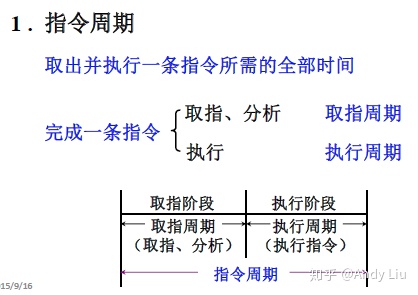 1. 指令周期
取出并执行一条指令所需的全部时间
完成一条指令
取指、分析 取指周期
执行 执行周期
取指阶段 执行阶段
取指周期 执行周期
（取指、分析） （执行指令）
指令周期
知乎 @Andy Liu
015/9/16